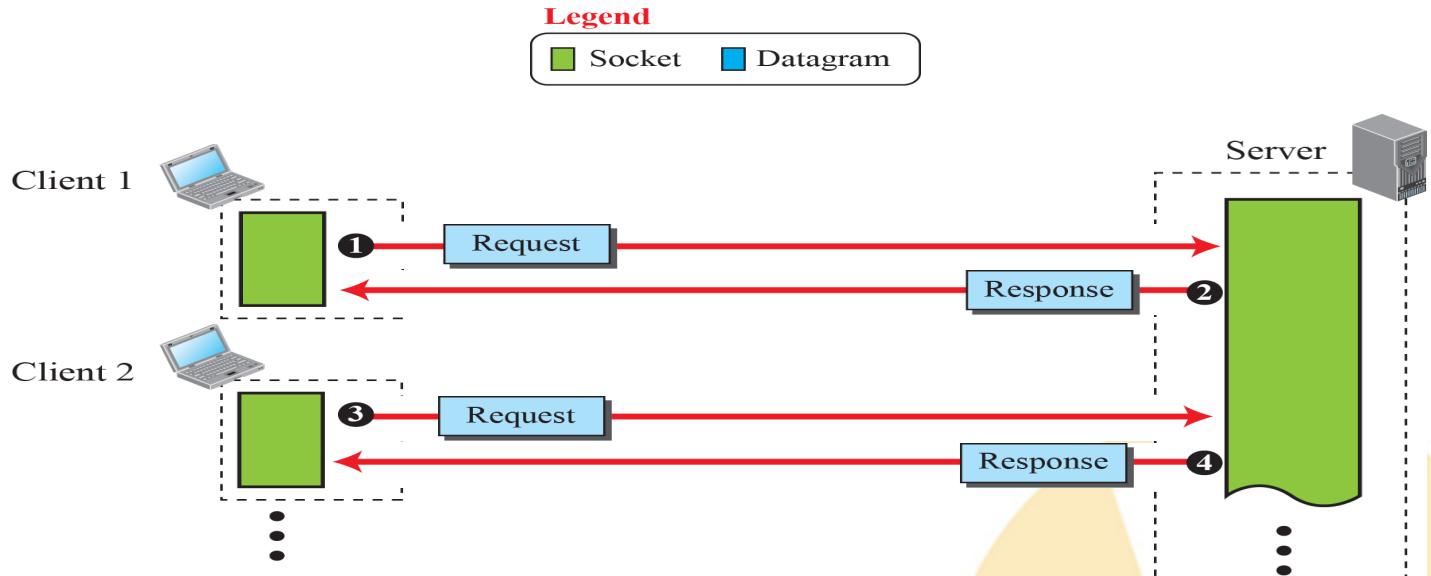 Legend
Socket Datagram
Server
Client 1
1 Request
Response 2
Client 2
3 Request
Response 4